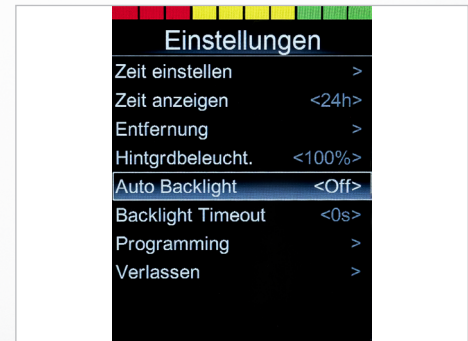 Einstellungen
Zeit einstellen >
Zeit anzeigen <24h>
Entfernung >
Hintgrdbeleucht. <100%>
Auto Backlight <Off>
Backlight Timeout <0s>
Programming >
Verlassen >